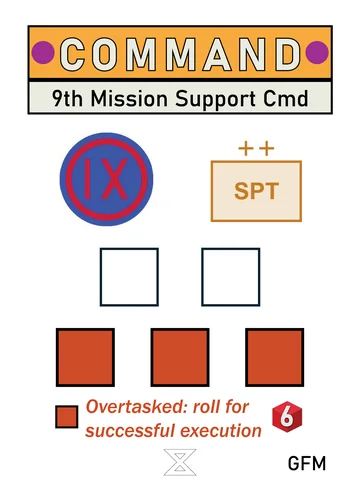 COMMAND
9th Mission Support Cmd
IX
++
SPT
Overtasked: roll for
successful execution
6
GFM